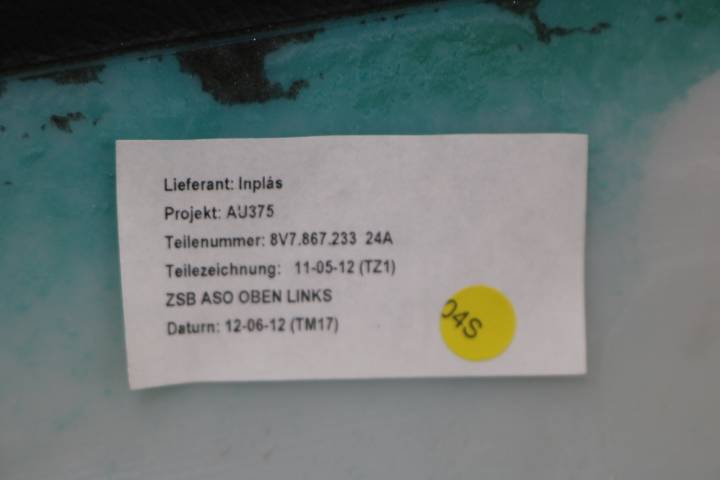 Lieferant: Inplás
Projekt: AU375
Teilenummer: 8V7.867.233 24A
Teilezeichnung: 11-05-12 (TZ1)
ZSB ASO OBEN LINKS
Datum: 12-06-12 (TM17)
04S